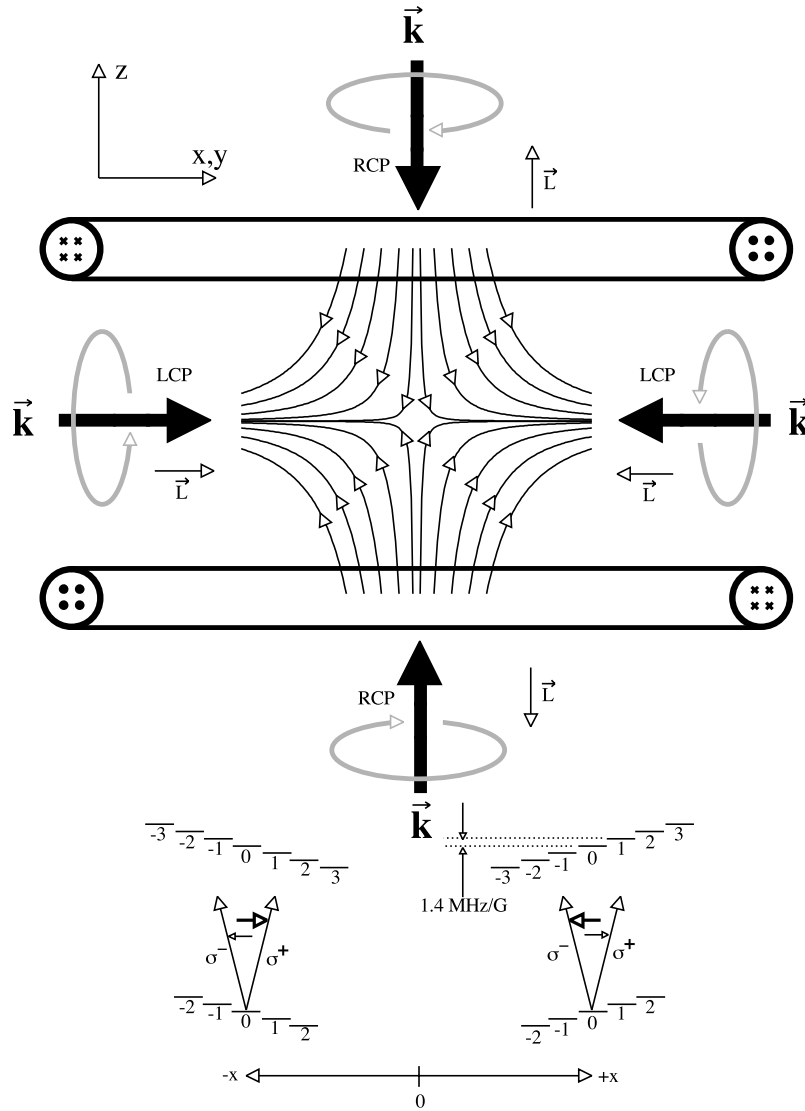 k⃗
z
x,y
RCP
L⃗
LCP
LCP
k⃗
k⃗
L⃗
L⃗
RCP
L⃗
k⃗
-3 -2 -1 0 1 2 3
-3 -2 -1 0 1 2 3
1.4 MHz/G
σ⁻ σ⁺
σ⁻ σ⁺
-2 -1 0 1 2
-2 -1 0 1 2
-x +x
0